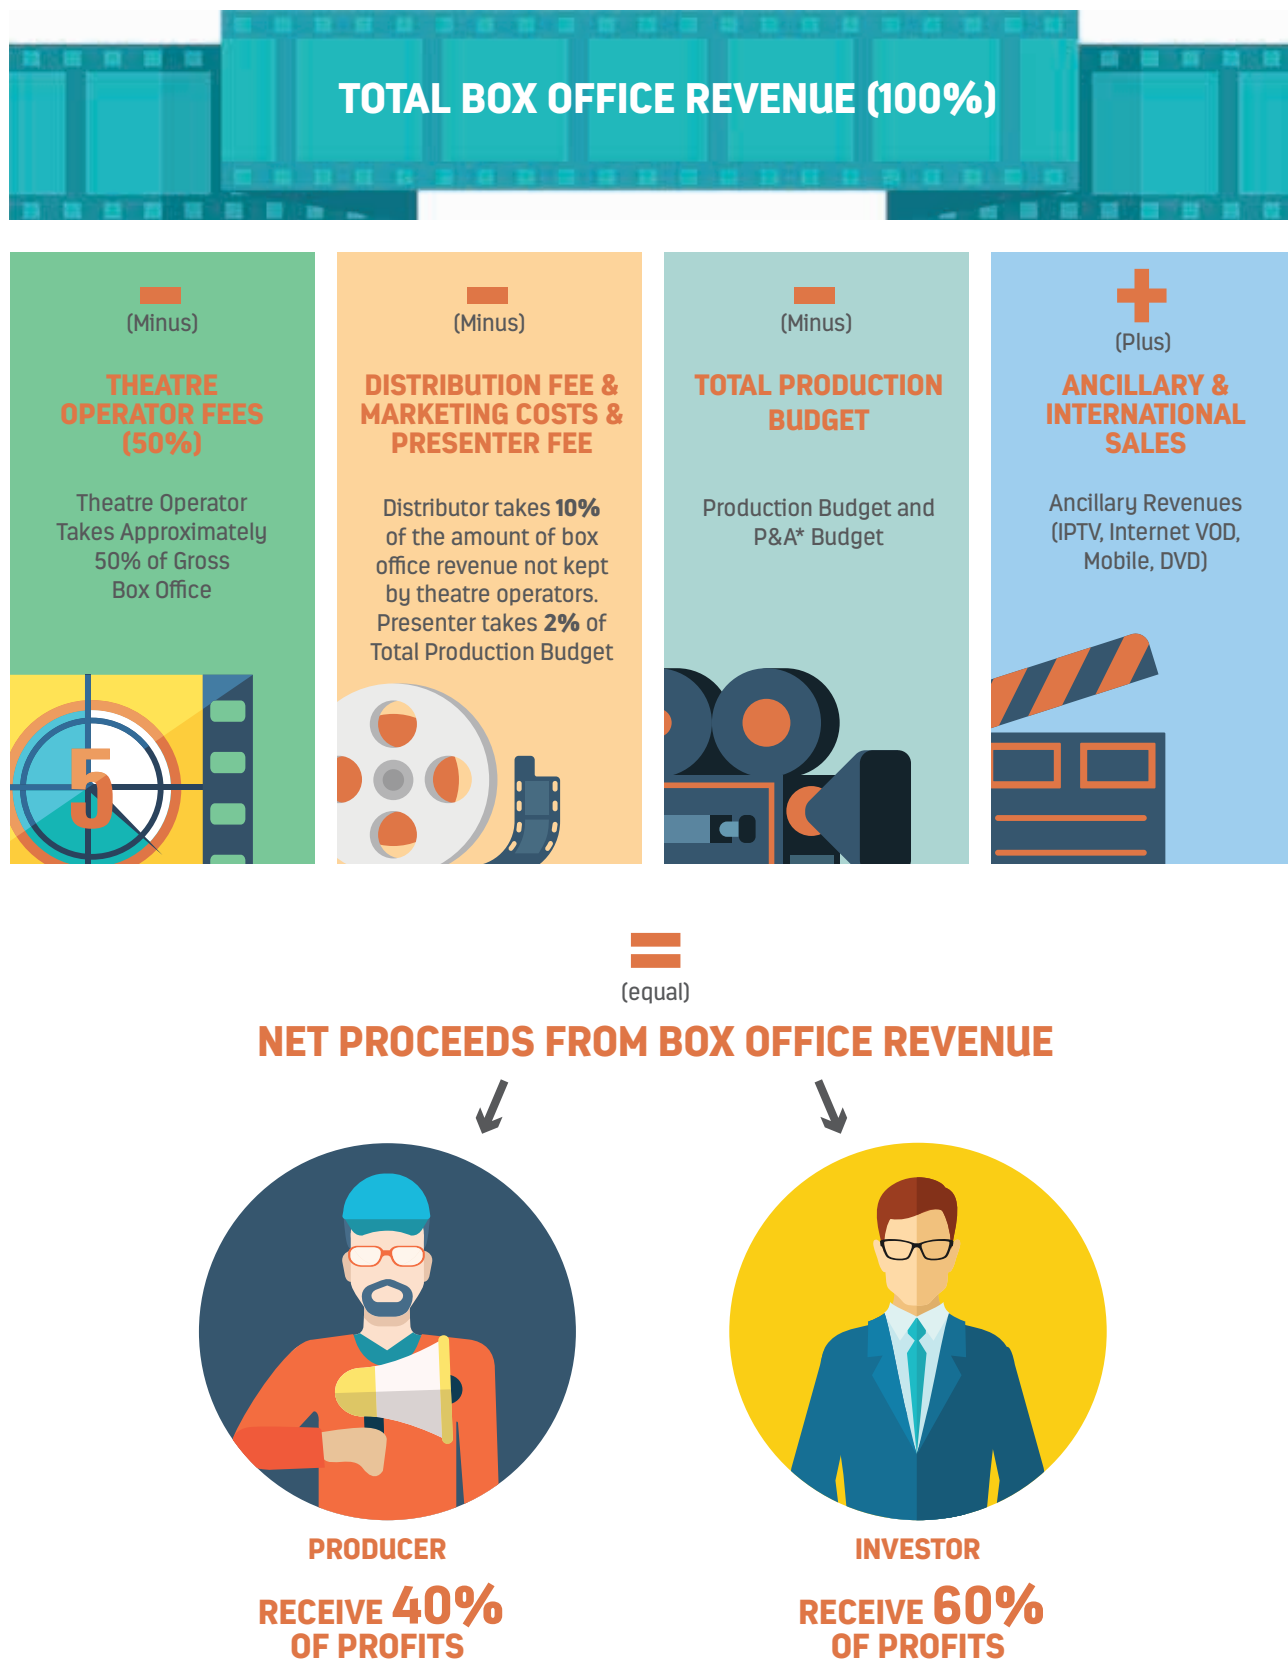 TOTAL BOX OFFICE REVENUE (100%)
(Minus)
THEATRE
OPERATOR FEES
(50%)
Theatre Operator
Takes Approximately
50% of Gross
Box Office
5
(Minus)
DISTRIBUTION FEE &
MARKETING COSTS &
PRESENTER FEE
Distributor takes 10%
of the amount of box
office revenue not kept
by theatre operators.
Presenter takes 2% of
Total Production Budget
(Minus)
TOTAL PRODUCTION
BUDGET
Production Budget and
P&A* Budget
(Plus)
ANCILLARY &
INTERNATIONAL
SALES
Ancillary Revenues
(IPTV, Internet VOD,
Mobile, DVD)
(equal)
NET PROCEEDS FROM BOX OFFICE REVENUE
PRODUCER
RECEIVE 40%
OF PROFITS
INVESTOR
RECEIVE 60%
OF PROFITS